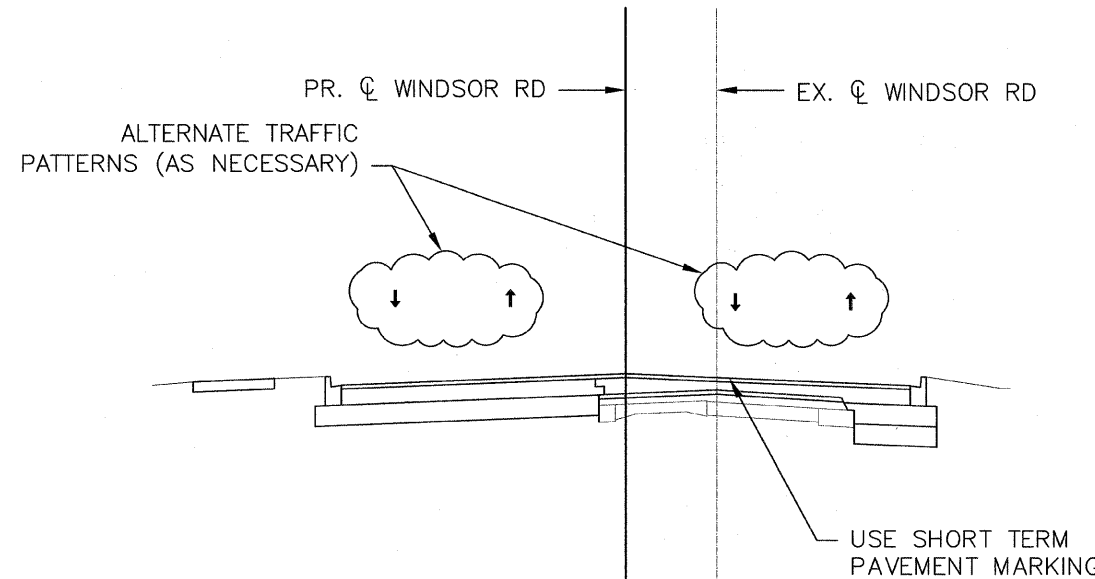 PR. ℄ WINDSOR RD
EX. ℄ WINDSOR RD
ALTERNATE TRAFFIC
PATTERNS (AS NECESSARY)
USE SHORT TERM
PAVEMENT MARKING